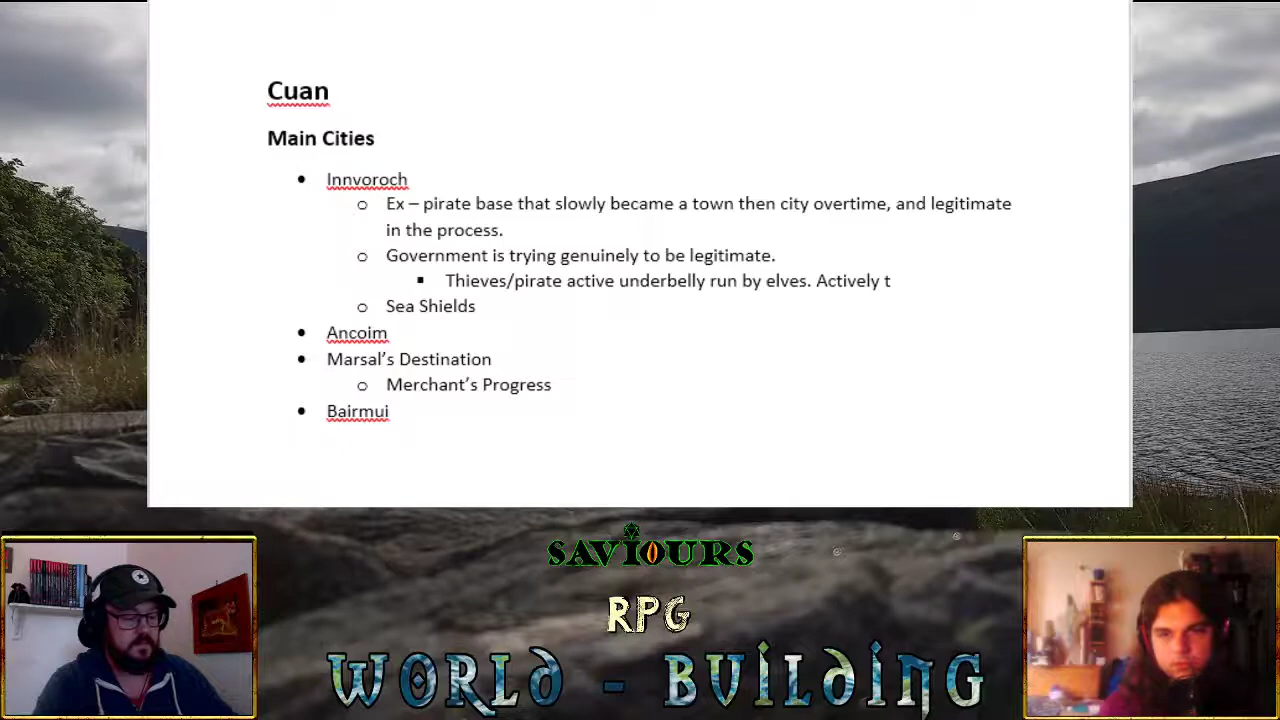 Cuan
Main Cities
• Innvoroch
o Ex – pirate base that slowly became a town then city overtime, and legitimate
in the process.
o Government is trying genuinely to be legitimate.
▪ Thieves/pirate active underbelly run by elves. Actively t
o Sea Shields
• Ancoim
• Marsal's Destination
o Merchant's Progress
• Bairmui
SAVIOURS
RPG
WORLD - BUILDING